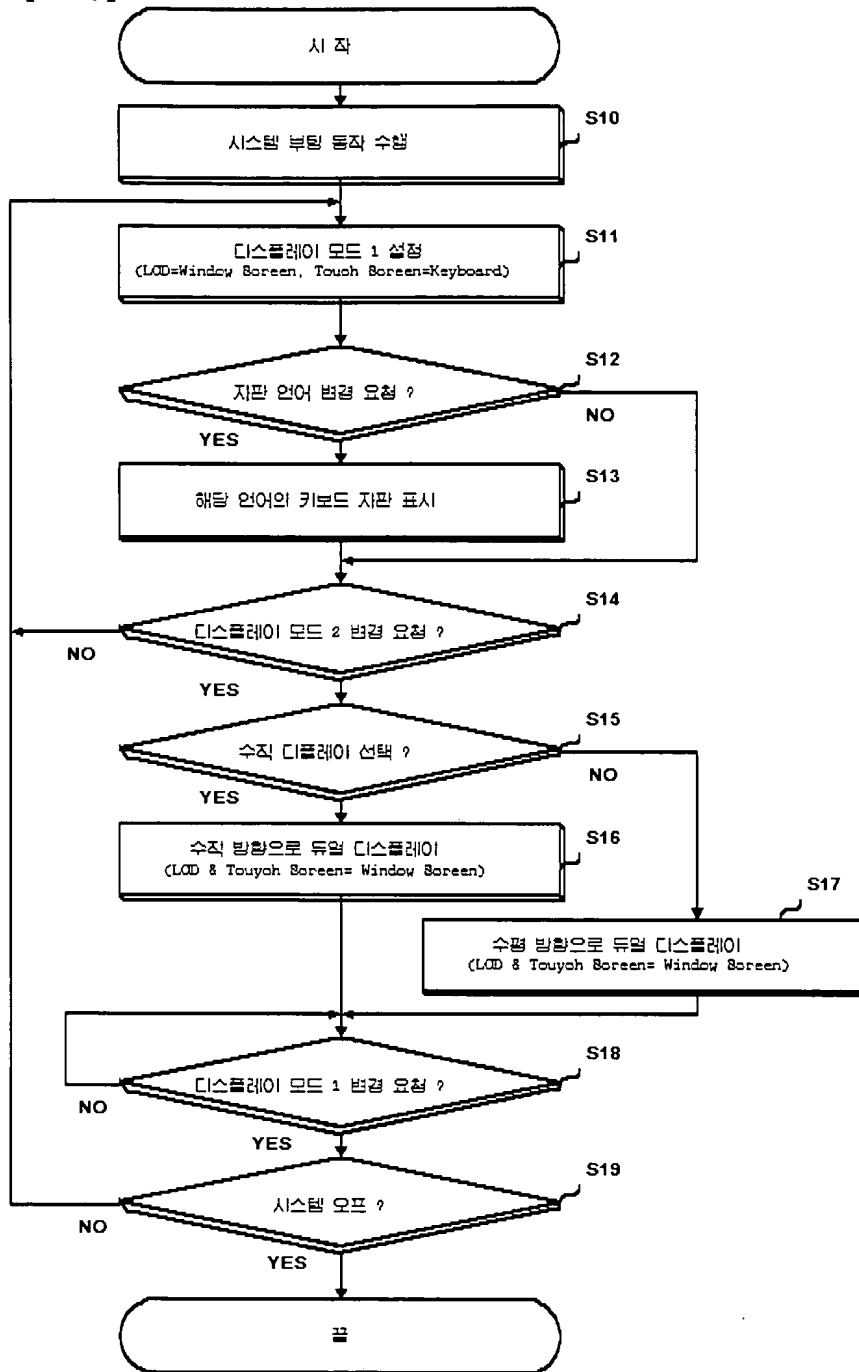 시 작
S10
시스템 부팅 동작 수행
S11
디스플레이 모드 1 설정
(LCD=Window Screen, Touch Screen=Keyboard)
S12
자판 언어 변경 요청 ?
NO
YES
S13
해당 언어의 키보드 자판 표시
S14
디스플레이 모드 2 변경 요청 ?
NO
YES
S15
수직 디플레이 선택 ?
NO
YES
S16
수직 방향으로 듀얼 디스플레이
(LCD & Touych Screen= Window Screen)
S17
수평 방향으로 듀얼 디스플레이
(LCD & Touych Screen= Window Screen)
S18
디스플레이 모드 1 변경 요청 ?
NO
YES
S19
시스템 오프 ?
NO
YES
끝